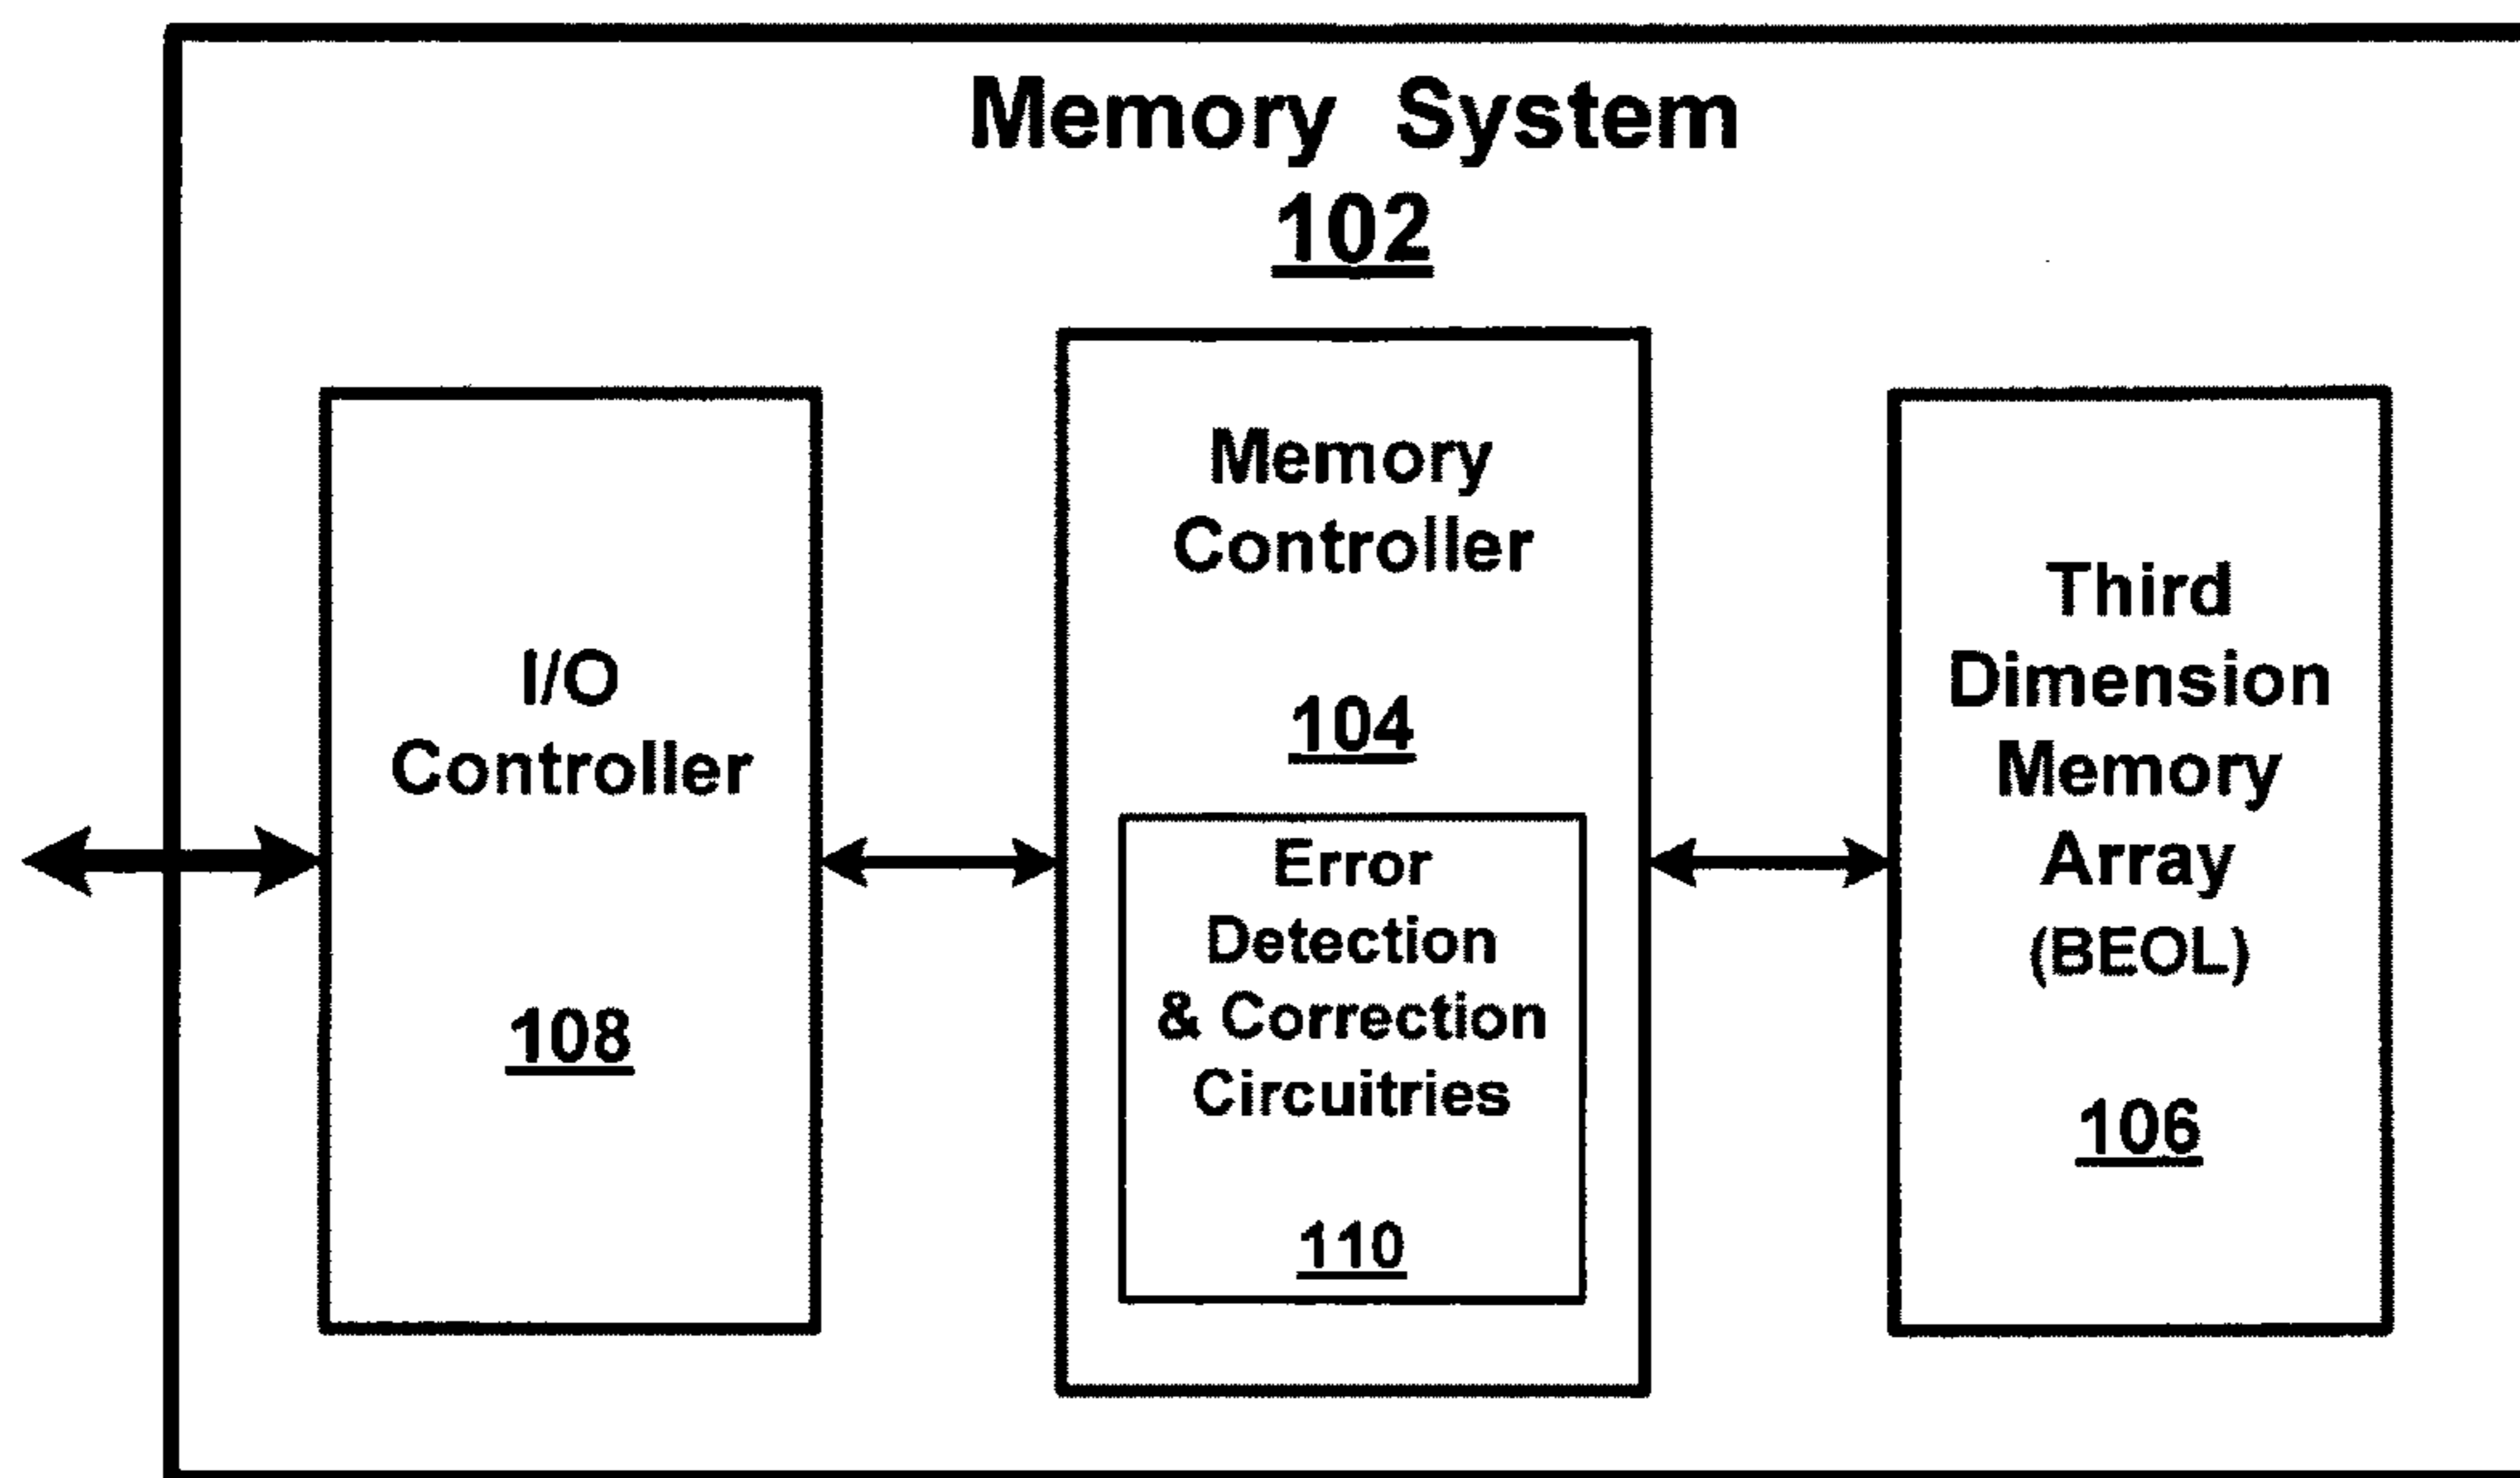 Memory System
102
I/O
Controller
108
Memory
Controller
104
Error
Detection
& Correction
Circuitries
110
Third
Dimension
Memory
Array
(BEOL)
106